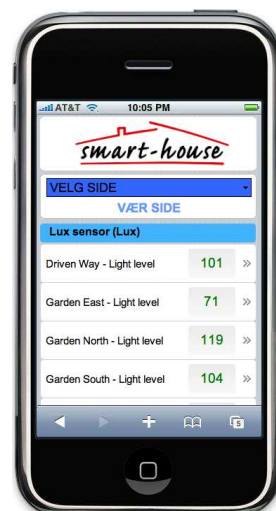 AT&T 10:05 PM
smart-house
VELG SIDE
VÆR SIDE
Lux sensor (Lux)
Driven Way - Light level 101 »
Garden East - Light level 71 »
Garden North - Light level 119 »
Garden South - Light level 104 »
5